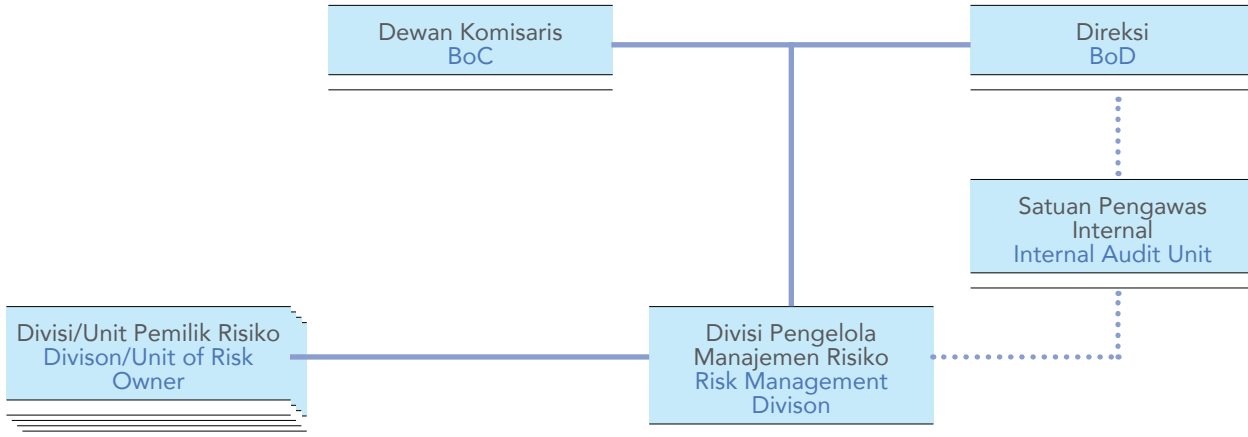 Dewan Komisaris
BoC
Direksi
BoD
Satuan Pengawas
Internal
Internal Audit Unit
Divisi/Unit Pemilik Risiko
Divison/Unit of Risk
Owner
Divisi Pengelola
Manajemen Risiko
Risk Management
Divison